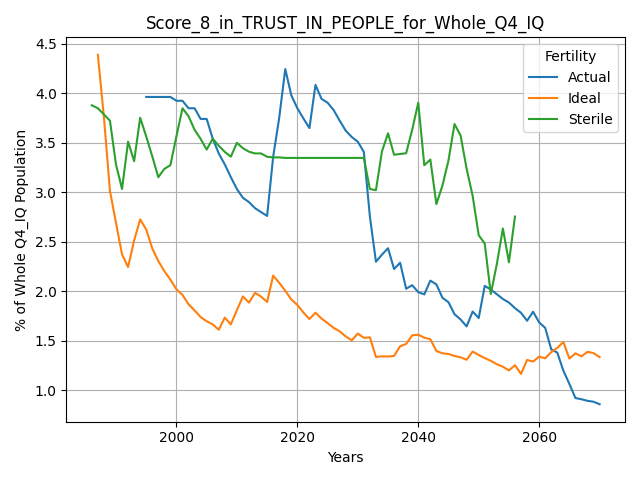 Score_8_in_TRUST_IN_PEOPLE_for_Whole_Q4_IQ
% of Whole Q4_IQ Population
4.5
4.0
3.5
3.0
2.5
2.0
1.5
1.0
Fertility
Actual
Ideal
Sterile
2000
2020
2040
2060
Years